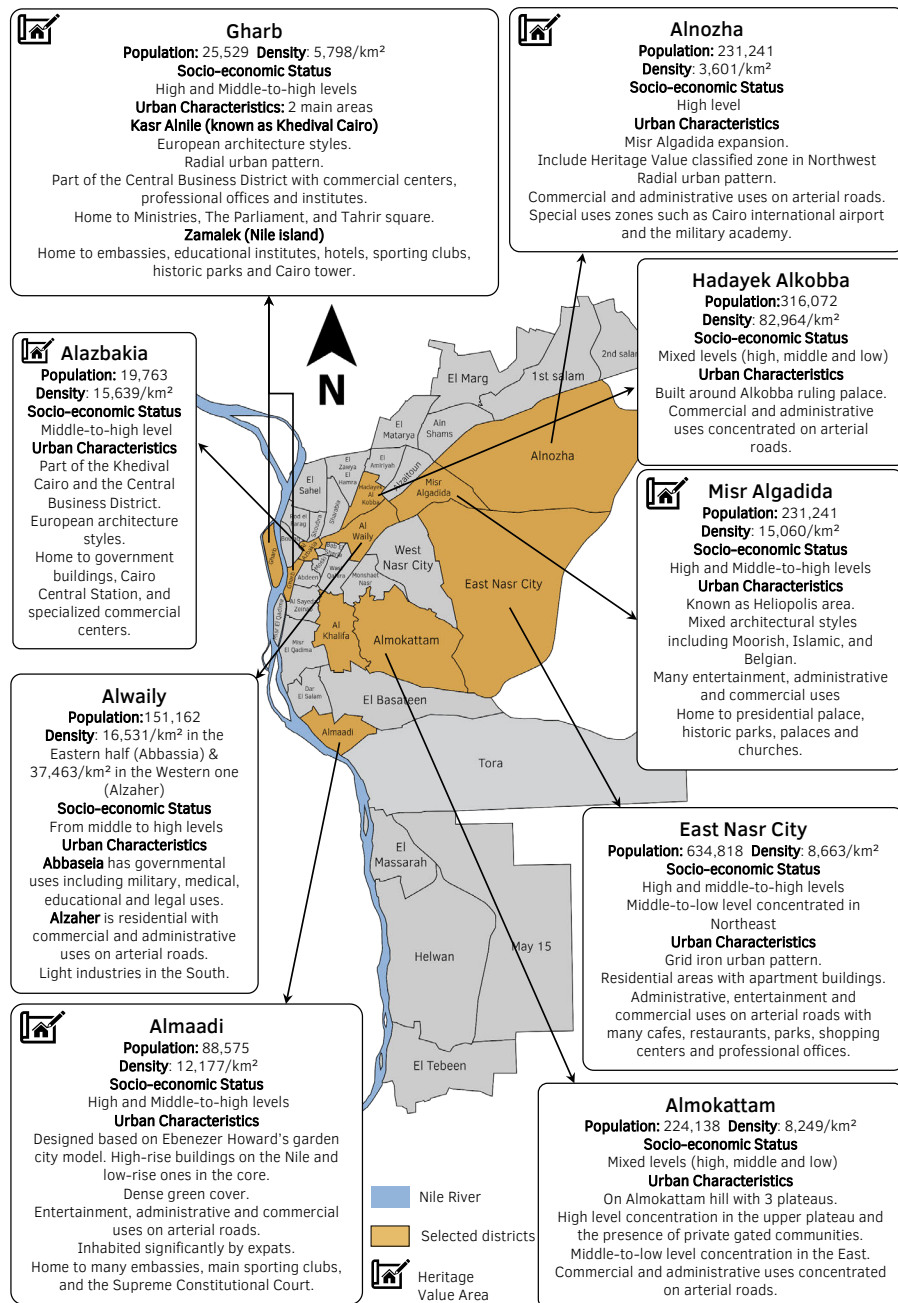 Gharb
Population: 25,529 Density: 5,798/km²
Socio-economic Status
High and Middle-to-high levels
Urban Characteristics: 2 main areas
Kasr Alnile (known as Khedival Cairo)
European architecture styles.
Radial urban pattern.
Part of the Central Business District with commercial centers,
professional offices and institutes.
Home to Ministries, The Parliament, and Tahrir square.
Zamalek (Nile island)
Home to embassies, educational institutes, hotels, sporting clubs,
historic parks and Cairo tower.
Alnozha
Population: 231,241
Density: 3,601/km²
Socio-economic Status
High level
Urban Characteristics
Misr Algadida expansion.
Include Heritage Value classified zone in Northwest
Radial urban pattern.
Commercial and administrative uses on arterial roads.
Special uses zones such as Cairo international airport
and the military academy.
Hadayek Alkobba
Population:316,072
Density: 82,964/km²
Socio-economic Status
Mixed levels (high, middle and low)
Urban Characteristics
Built around Alkobba ruling palace.
Commercial and administrative
uses concentrated on arterial
roads.
Alazbakia
Population: 19,763
Density: 15,639/km²
Socio-economic Status
Middle-to-high level
Urban Characteristics
Part of the Khedival
Cairo and the Central
Business District.
European architecture
styles.
Home to government
buildings, Cairo
Central Station, and
specialized commercial
centers.
Misr Algadida
Population: 231,241
Density: 15,060/km²
Socio-economic Status
High and Middle-to-high levels
Urban Characteristics
Known as Heliopolis area.
Mixed architectural styles
including Moorish, Islamic, and
Belgian.
Many entertainment, administrative
and commercial uses
Home to presidential palace,
historic parks, palaces and
churches.
Alwaily
Population:151,162
Density: 16,531/km² in the
Eastern half (Abbassia) &
37,463/km² in the Western one
(Alzaher)
Socio-economic Status
From middle to high levels
Urban Characteristics
Abbaseia has governmental
uses including military, medical,
educational and legal uses.
Alzaher is residential with
commercial and administrative
uses on arterial roads.
Light industries in the South.
East Nasr City
Population: 634,818 Density: 8,663/km²
Socio-economic Status
High and middle-to-high levels
Middle-to-low level concentrated in
Northeast
Urban Characteristics
Grid iron urban pattern.
Residential areas with apartment buildings.
Administrative, entertainment and
commercial uses on arterial roads with
many cafes, restaurants, parks, shopping
centers and professional offices.
Almaadi
Population: 88,575
Density: 12,177/km²
Socio-economic Status
High and Middle-to-high levels
Urban Characteristics
Designed based on Ebenezer Howard's garden
city model. High-rise buildings on the Nile and
low-rise ones in the core.
Dense green cover.
Entertainment, administrative and commercial
uses on arterial roads.
Inhabited significantly by expats.
Home to many embassies, main sporting clubs,
and the Supreme Constitutional Court.
Almokattam
Population: 224,138 Density: 8,249/km²
Socio-economic Status
Mixed levels (high, middle and low)
Urban Characteristics
On Almokattam hill with 3 plateaus.
High level concentration in the upper plateau and
the presence of private gated communities.
Middle-to-low level concentration in the East.
Commercial and administrative uses concentrated
on arterial roads.
N
2nd salam
1st salam
El Marg
Ain
Shams
El
Matarya
El
Zawya
El
Hamra
El
Amiriyah
Alzaitoun
Alnozha
El
Sahel
Sharabia
Shoubra
Hadayek
Al
Kobba
Misr
Algadida
Al
Waily
Gharb
Gharb
Abdeen
West
Nasr City
Monshaet
Nasr
East Nasr City
Al Sayeda
Zeinab
Misr El Qadima
Misr
El Qadima
Al
Khalifa
Almokattam
Dar
El Salam
El Basateen
Almaadi
Tora
El
Massarah
Helwan
May 15
El Tebeen
Nile River
Selected districts
Heritage
Value Area